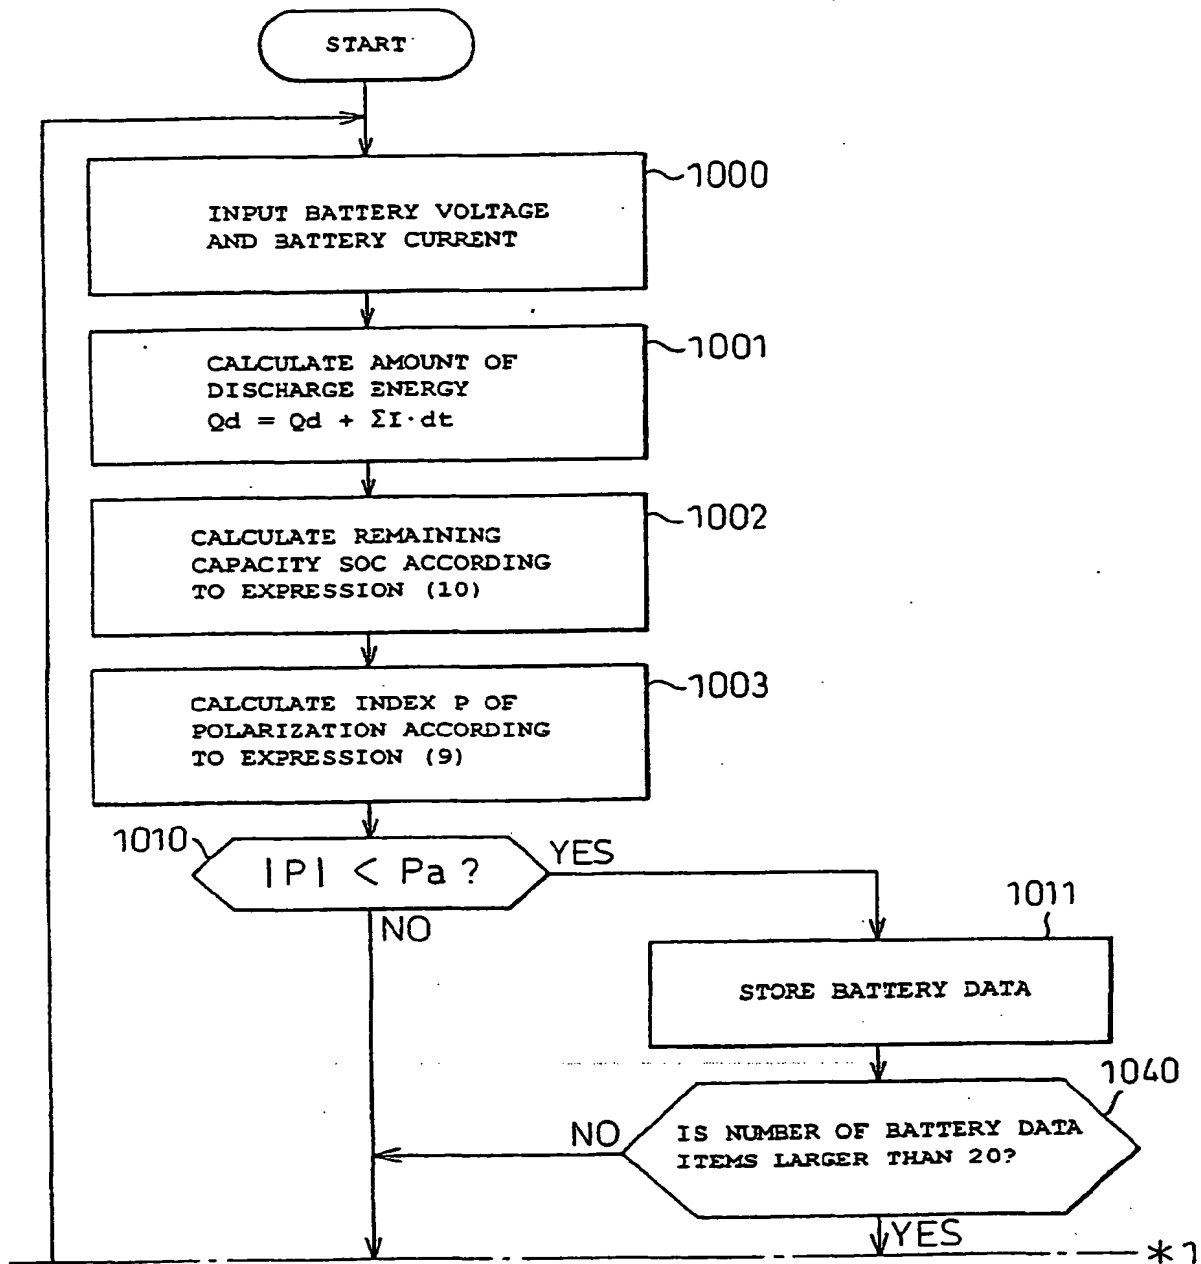 START
1000
INPUT BATTERY VOLTAGE
AND BATTERY CURRENT
1001
CALCULATE AMOUNT OF
DISCHARGE ENERGY
Qd = Qd + ΣI·dt
1002
CALCULATE REMAINING
CAPACITY SOC ACCORDING
TO EXPRESSION (10)
1003
CALCULATE INDEX P OF
POLARIZATION ACCORDING
TO EXPRESSION (9)
1010
|P| < Pa ?
YES
NO
1011
STORE BATTERY DATA
1040
IS NUMBER OF BATTERY DATA
ITEMS LARGER THAN 20?
NO
YES
*1